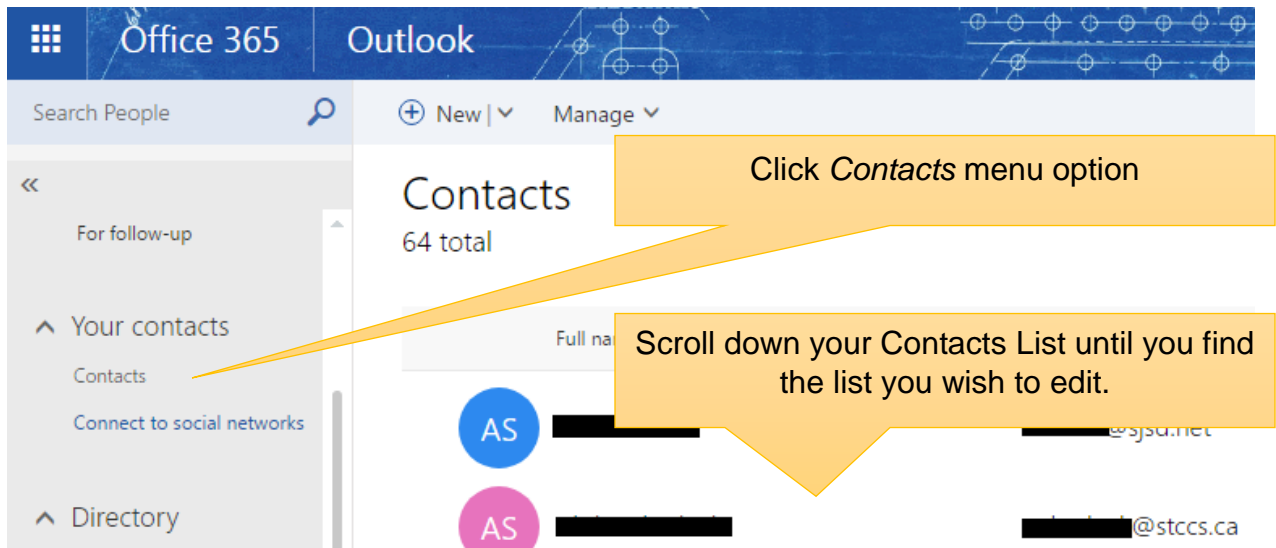 Office 365 Outlook
Search People
New Manage
Click Contacts menu option
«
Contacts
For follow-up
64 total
Your contacts
Contacts
Connect to social networks
Full
Scroll down your Contacts List until you find
the list you wish to edit.
AS
@sjsd.net
Directory
AS
@stccs.ca